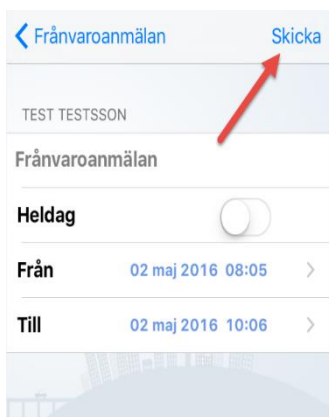 Frånvaroanmälan Skicka
TEST TESTSSON
Frånvaroanmälan
Heldag
Från 02 maj 2016 08:05
Till 02 maj 2016 10:06